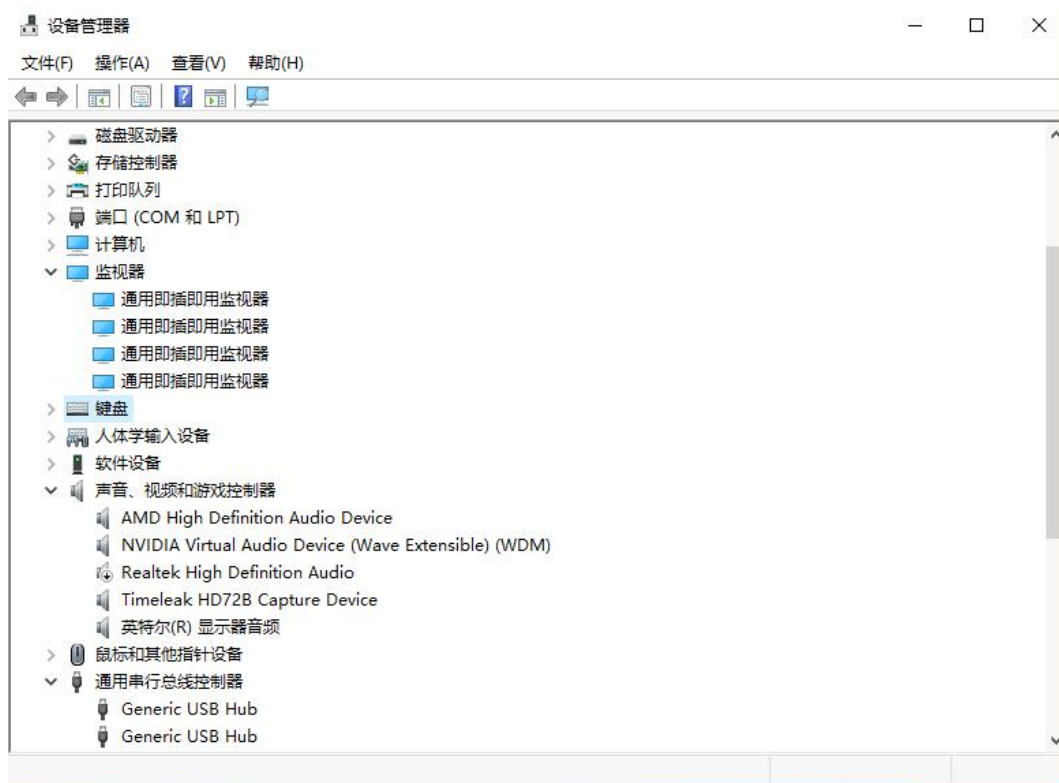 设备管理器
文件(F) 操作(A) 查看(V) 帮助(H)
磁盘驱动器
存储控制器
打印队列
端口 (COM 和 LPT)
计算机
监视器
通用即插即用监视器
通用即插即用监视器
通用即插即用监视器
通用即插即用监视器
键盘
人体学输入设备
软件设备
声音、视频和游戏控制器
AMD High Definition Audio Device
NVIDIA Virtual Audio Device (Wave Extensible) (WDM)
Realtek High Definition Audio
Timeleak HD72B Capture Device
英特尔(R) 显示器音频
鼠标和其他指针设备
通用串行总线控制器
Generic USB Hub
Generic USB Hub